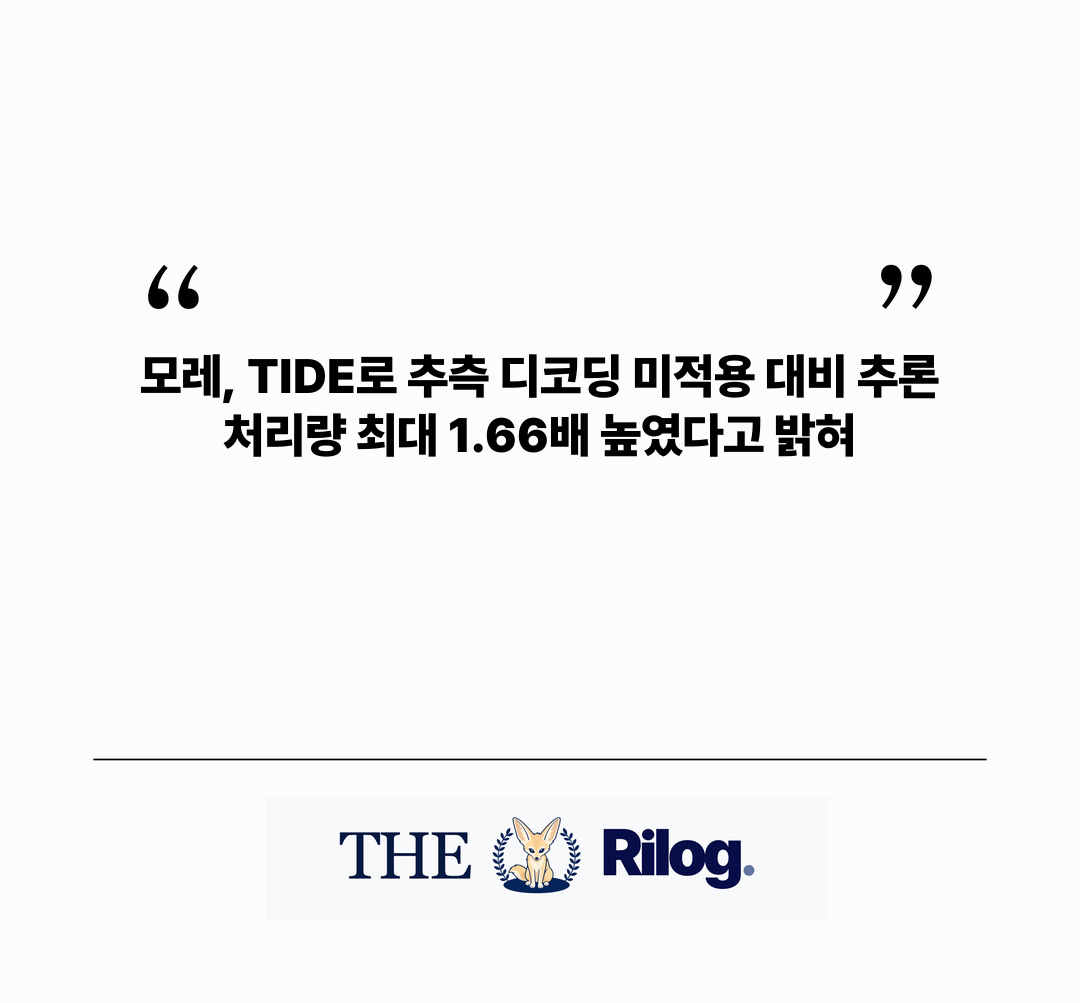 “ ”
모레, TIDE로 추측 디코딩 미적용 대비 추론
처리량 최대 1.66배 높였다고 밝혀
THE Rilog.